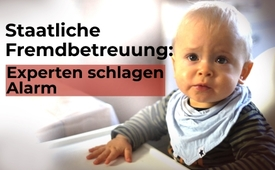 Staatliche
Fremdbetreuung:
Experten schlagen
Alarm